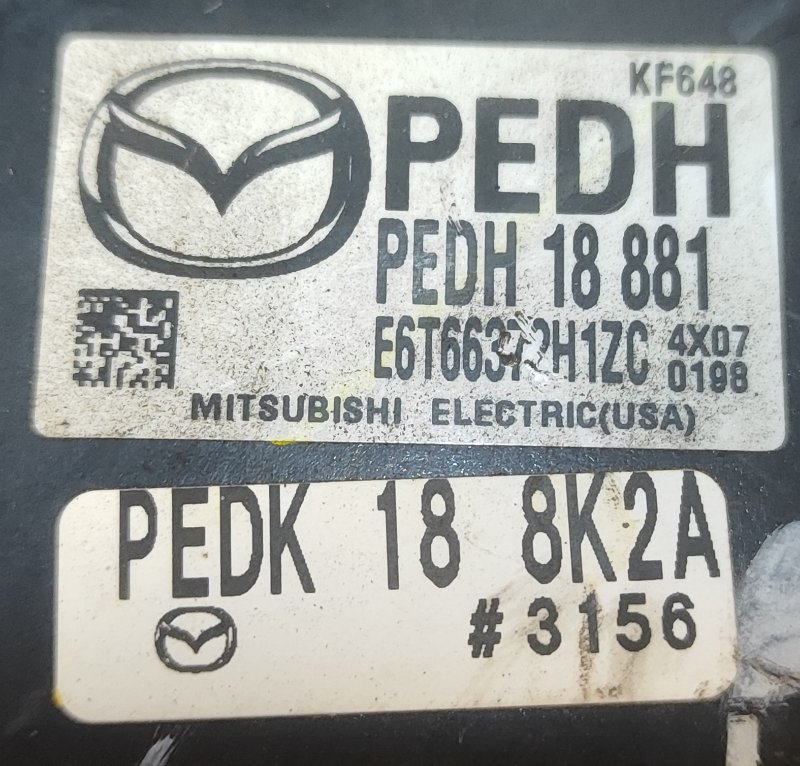 KF648
PEDH
PEDH 18 881
E6T66372H1ZC 4X07
0198
MITSUBISHI ELECTRIC(USA)
PEDK 18 8K2A
#3156